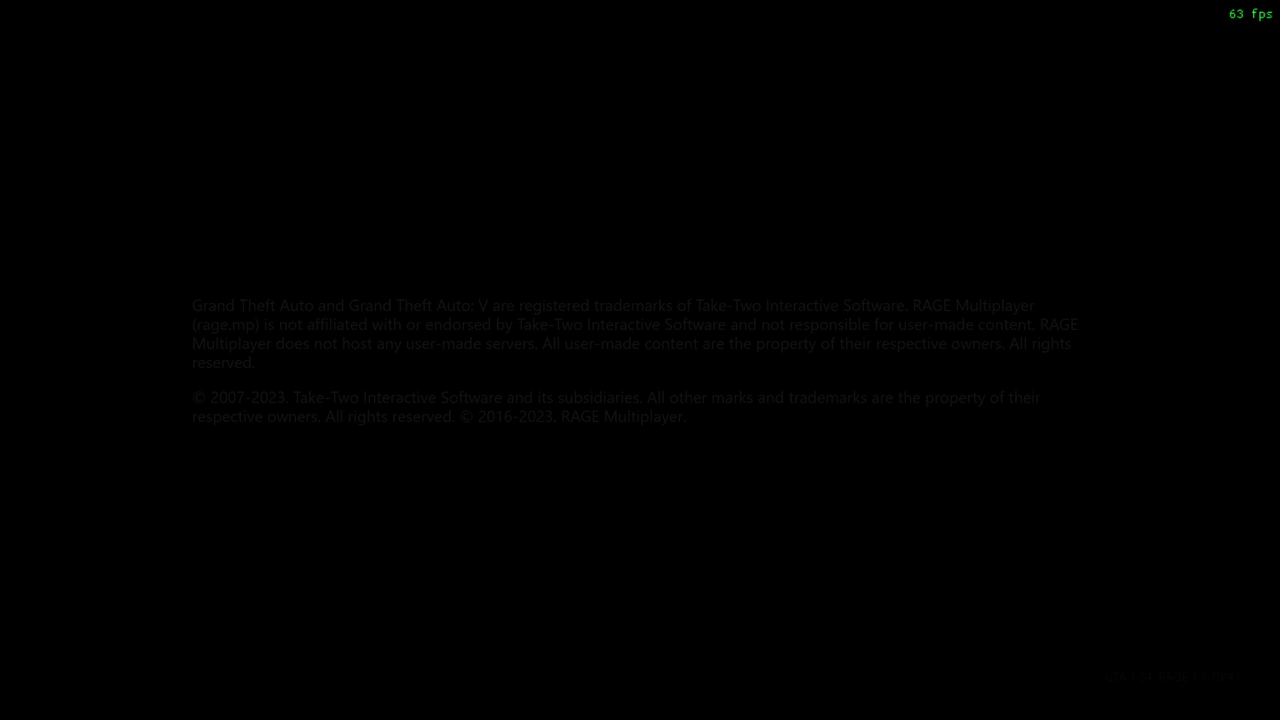 63 fps
Grand Theft Auto and Grand Theft Auto: V are registered trademarks of Take-Two Interactive Software. RAGE Multiplayer
(rage.mp) is not affiliated with or endorsed by Take-Two Interactive Software and not responsible for user-made content. RAGE
Multiplayer does not host any user-made servers. All user-made content are the property of their respective owners. All rights
reserved.
© 2007-2023. Take-Two Interactive Software and its subsidiaries. All other marks and trademarks are the property of their
respective owners. All rights reserved. © 2016-2023. RAGE Multiplayer.